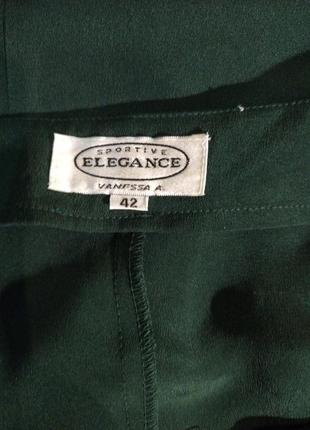 SPORTIVE
ELEGANCE
VANESSA A.
42